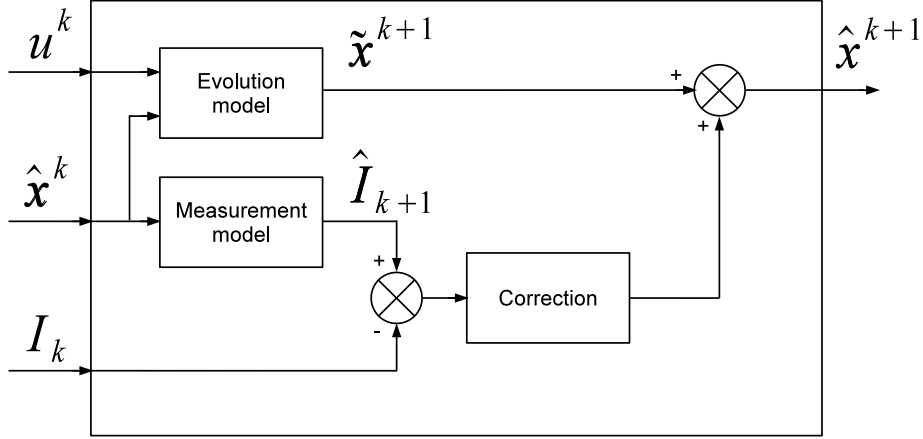 u^k
Evolution
model
x̃^{k+1}
+
+
x̂^{k+1}
x̂^k
Measurement
model
Î_{k+1}
+
-
Correction
I_k